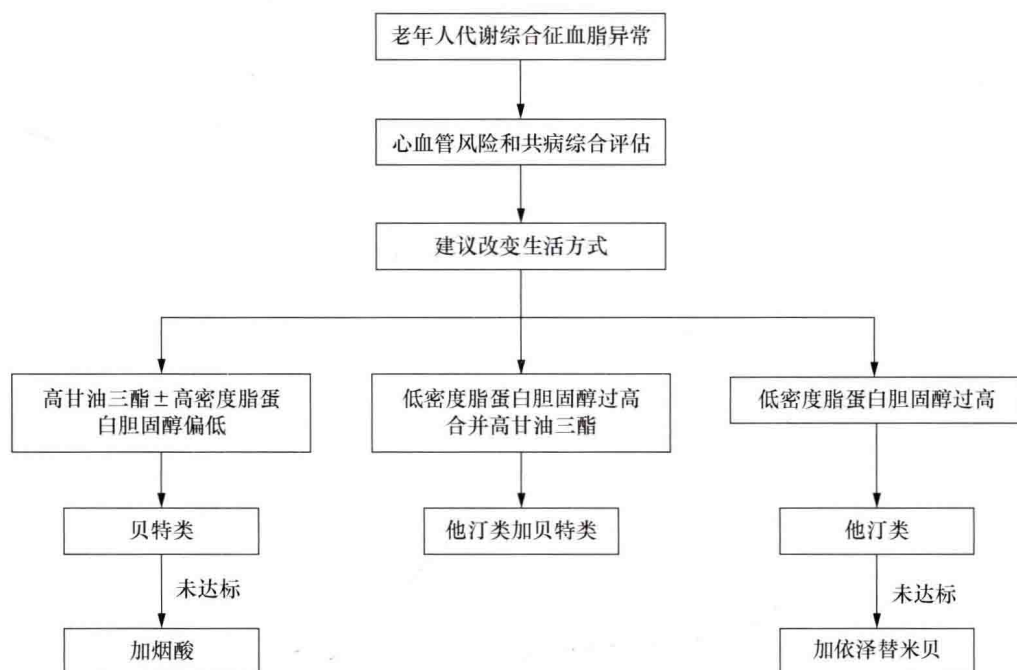 老年人代谢综合征血脂异常
心血管风险和共病综合评估
建议改变生活方式
高甘油三酯±高密度脂蛋
白胆固醇偏低
低密度脂蛋白胆固醇过高
合并高甘油三酯
低密度脂蛋白胆固醇过高
贝特类
他汀类加贝特类
他汀类
未达标
未达标
加烟酸
加依泽替米贝